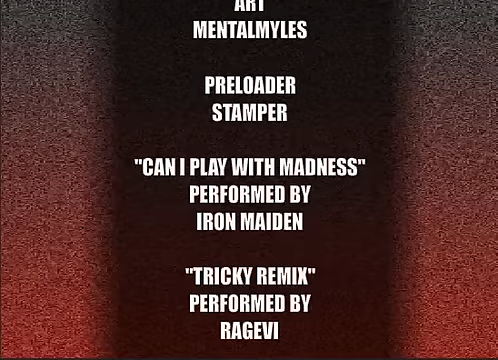 ART
MENTALMYLES
PRELOADER
STAMPER
"CAN I PLAY WITH MADNESS"
PERFORMED BY
IRON MAIDEN
"TRICKY REMIX"
PERFORMED BY
RAGEVI